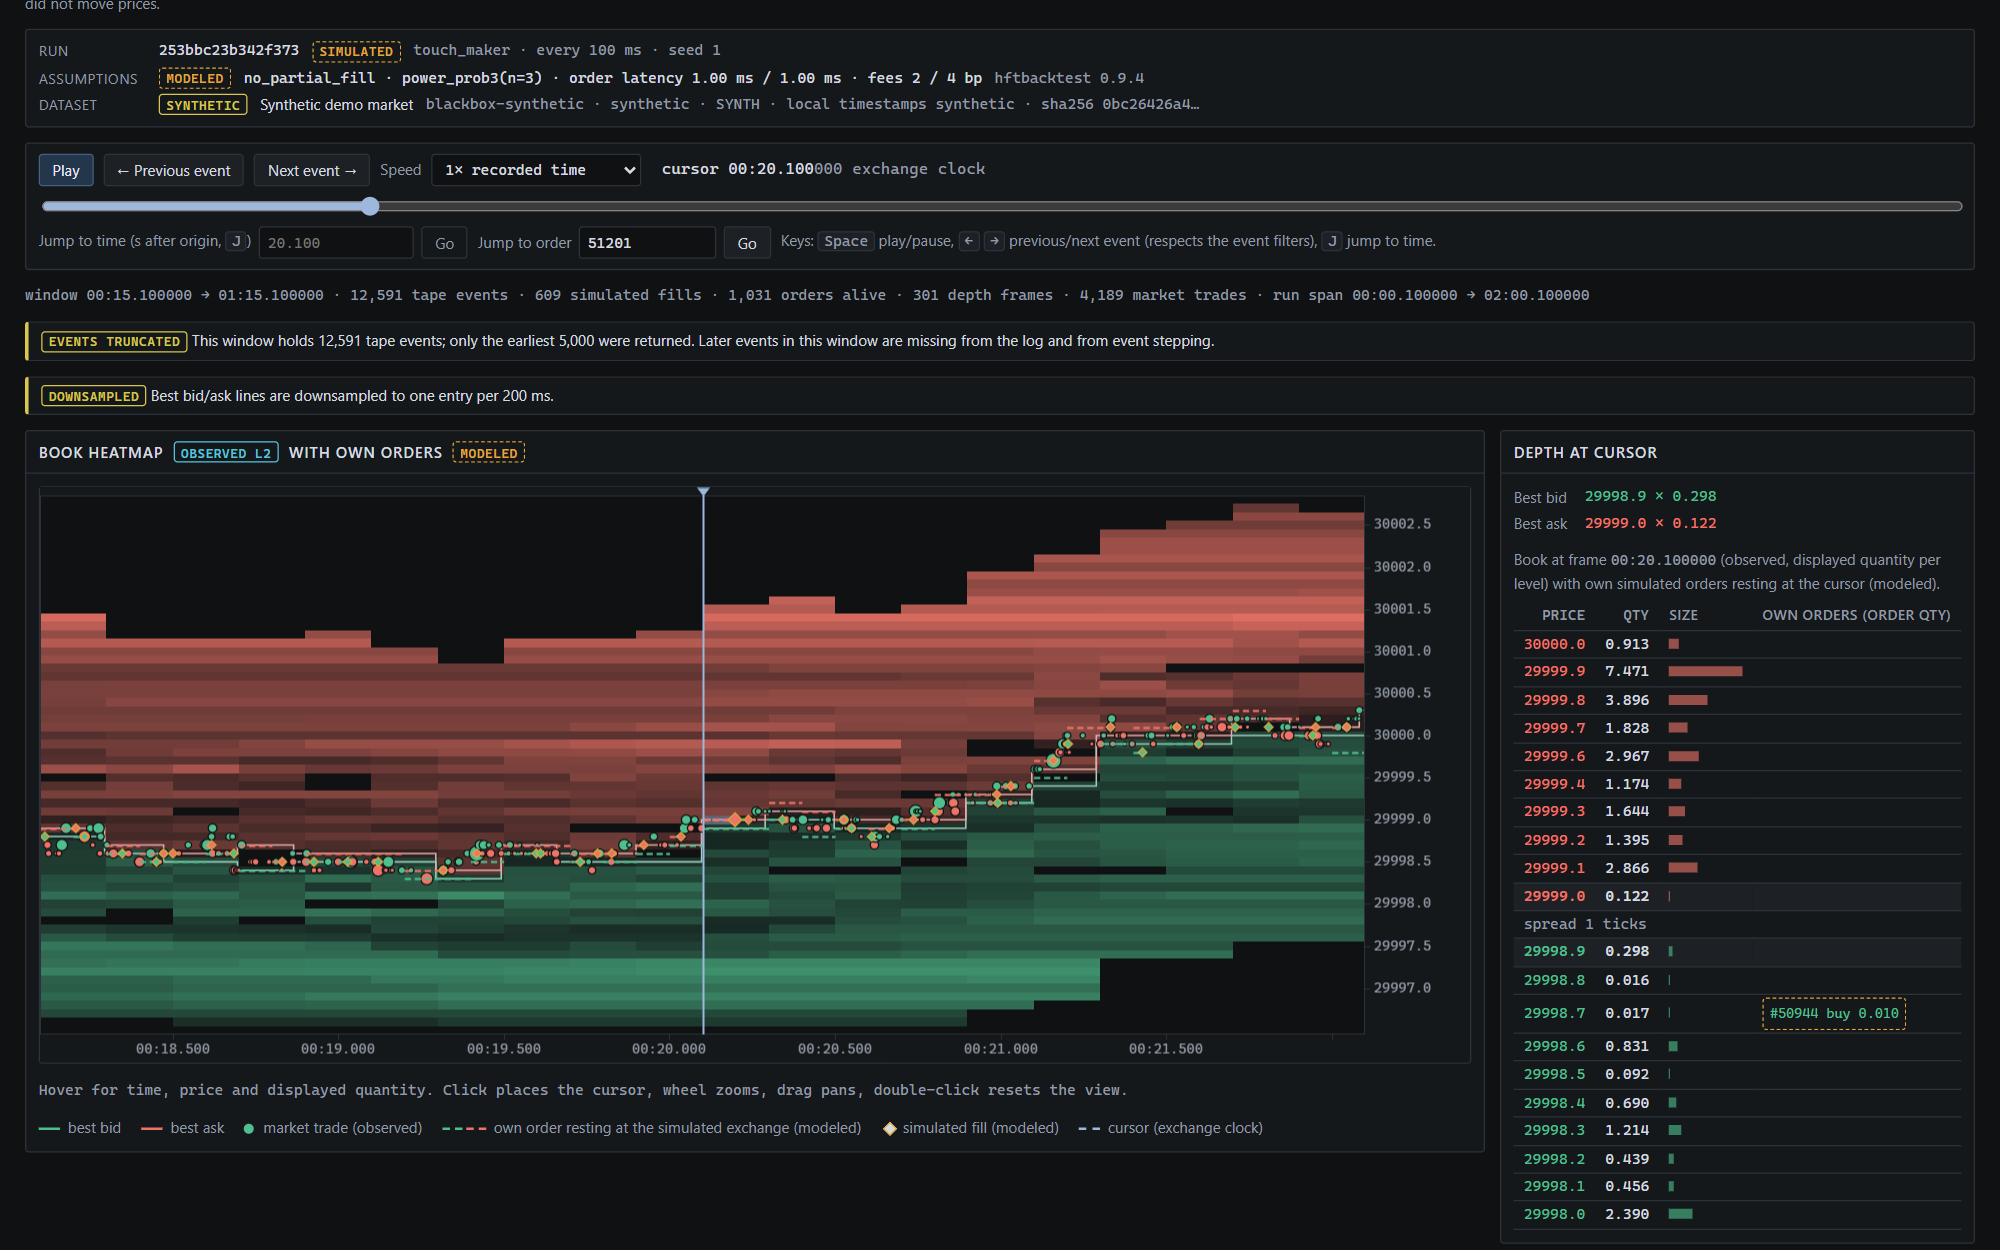 did not move prices.
RUN 253bbc23b342f373 SIMULATED touch_maker · every 100 ms · seed 1
ASSUMPTIONS MODELED no_partial_fill · power_prob3(n=3) · order latency 1.00 ms / 1.00 ms · fees 2 / 4 bp hftbacktest 0.9.4
DATASET SYNTHETIC Synthetic demo market blackbox-synthetic · synthetic · SYNTH · local timestamps synthetic · sha256 0bc26426a4…
Play ← Previous event Next event → Speed 1× recorded time cursor 00:20.100000 exchange clock
Jump to time (s after origin, J) 20.100 Go Jump to order 51201 Go Keys: Space play/pause, ← → previous/next event (respects the event filters), J jump to time.
window 00:15.100000 → 01:15.100000 · 12,591 tape events · 609 simulated fills · 1,031 orders alive · 301 depth frames · 4,189 market trades · run span 00:00.100000 → 02:00.100000
EVENTS TRUNCATED This window holds 12,591 tape events; only the earliest 5,000 were returned. Later events in this window are missing from the log and from event stepping.
DOWNSAMPLED Best bid/ask lines are downsampled to one entry per 200 ms.
BOOK HEATMAP OBSERVED L2 WITH OWN ORDERS MODELED
30002.5
30002.0
30001.5
30001.0
30000.5
30000.0
29999.5
29999.0
29998.5
29998.0
29997.5
29997.0
00:18.500 00:19.000 00:19.500 00:20.000 00:20.500 00:21.000 00:21.500
Hover for time, price and displayed quantity. Click places the cursor, wheel zooms, drag pans, double-click resets the view.
best bid best ask market trade (observed) own order resting at the simulated exchange (modeled) simulated fill (modeled) cursor (exchange clock)
DEPTH AT CURSOR
Best bid 29998.9 × 0.298
Best ask 29999.0 × 0.122
Book at frame 00:20.100000 (observed, displayed quantity per
level) with own simulated orders resting at the cursor (modeled).
PRICE QTY SIZE OWN ORDERS (ORDER QTY)
30000.0 0.913
29999.9 7.471
29999.8 3.896
29999.7 1.828
29999.6 2.967
29999.4 1.174
29999.3 1.644
29999.2 1.395
29999.1 2.866
29999.0 0.122
spread 1 ticks
29998.9 0.298
29998.8 0.016
29998.7 0.017 #50944 buy 0.010
29998.6 0.831
29998.5 0.092
29998.4 0.690
29998.3 1.214
29998.2 0.439
29998.1 0.456
29998.0 2.390